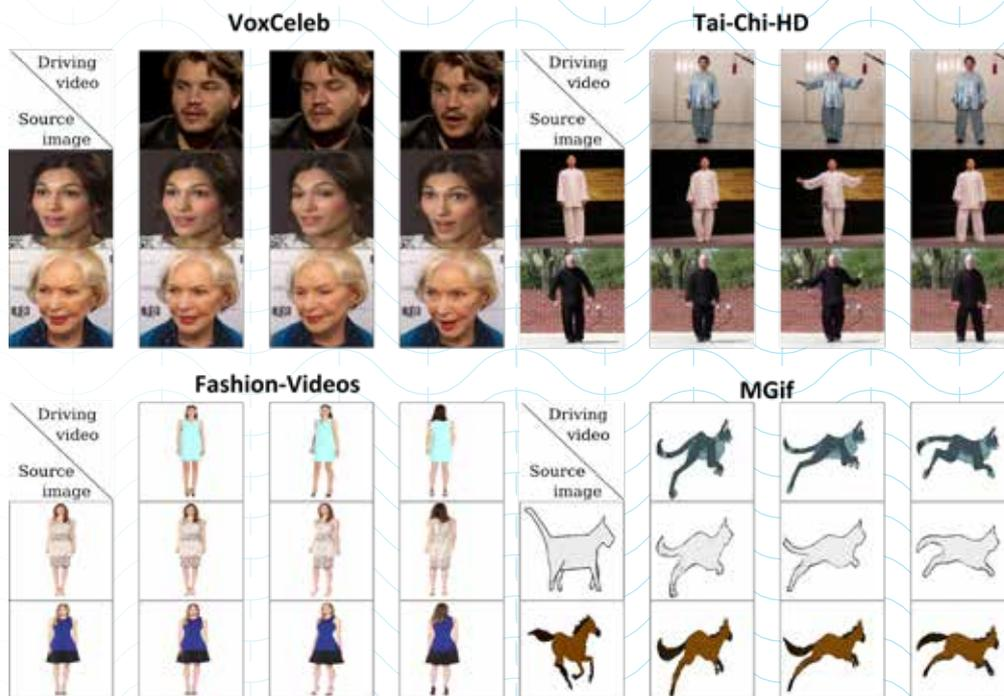 VoxCeleb
Tai-Chi-HD
Driving
video
Source
image
Driving
video
Source
image
Fashion-Videos
MGif
Driving
video
Source
image
Driving
video
Source
image